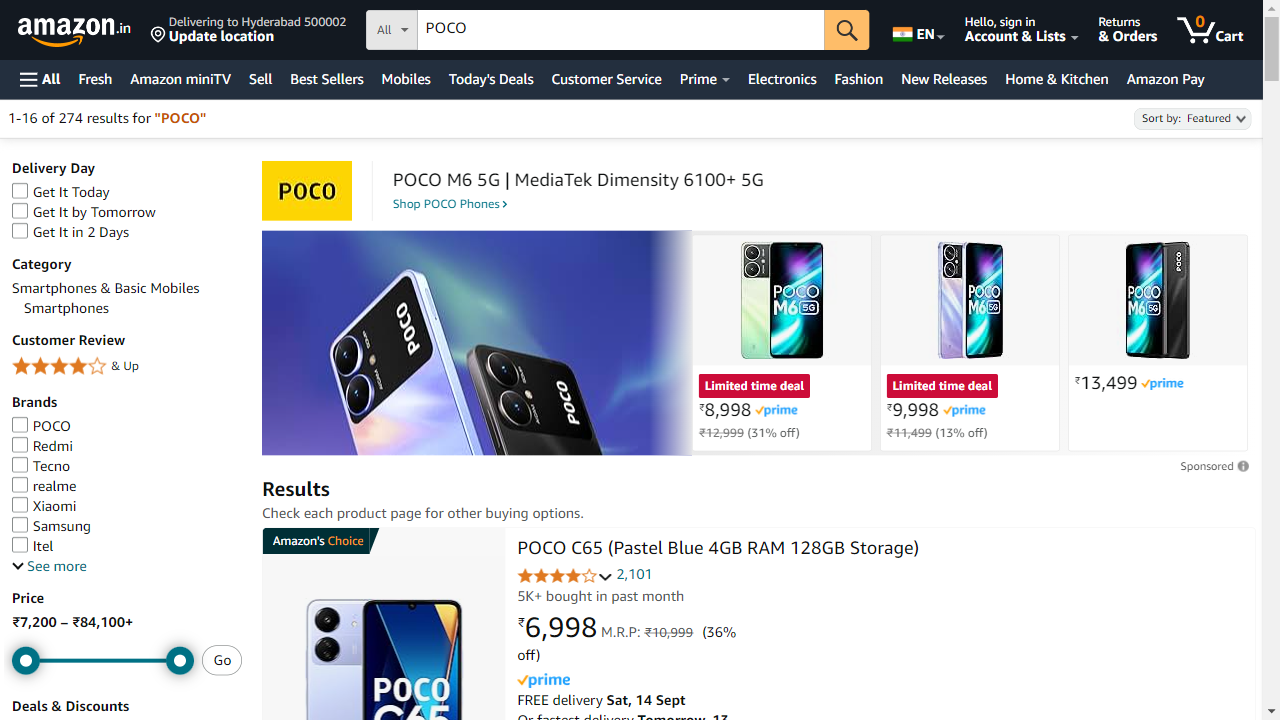 amazon.in
Delivering to Hyderabad 500002
Update location
All
POCO
EN
Hello, sign in
Account & Lists
Returns
& Orders
0
Cart
All
Fresh
Amazon miniTV
Sell
Best Sellers
Mobiles
Today's Deals
Customer Service
Prime
Electronics
Fashion
New Releases
Home & Kitchen
Amazon Pay
1-16 of 274 results for "POCO"
Sort by: Featured
Delivery Day
Get It Today
Get It by Tomorrow
Get It in 2 Days
Category
Smartphones & Basic Mobiles
Smartphones
Customer Review
& Up
Brands
POCO
Redmi
Tecno
realme
Xiaomi
Samsung
Itel
See more
Price
₹7,200 – ₹84,100+
Go
Deals & Discounts
POCO
POCO M6 5G | MediaTek Dimensity 6100+ 5G
Shop POCO Phones
POCO
POCO
POCO
M6 5G
Limited time deal
₹8,998 prime
₹12,999 (31% off)
POCO
M6 5G
Limited time deal
₹9,998 prime
₹11,499 (13% off)
POCO
POCO
M6 5G
₹13,499 prime
Sponsored
Results
Check each product page for other buying options.
Amazon's Choice
POCO
C65
POCO C65 (Pastel Blue 4GB RAM 128GB Storage)
2,101
5K+ bought in past month
₹6,998 M.R.P: ₹10,999 (36%
off)
prime
FREE delivery Sat, 14 Sept
Or fastest delivery Tomorrow, 13